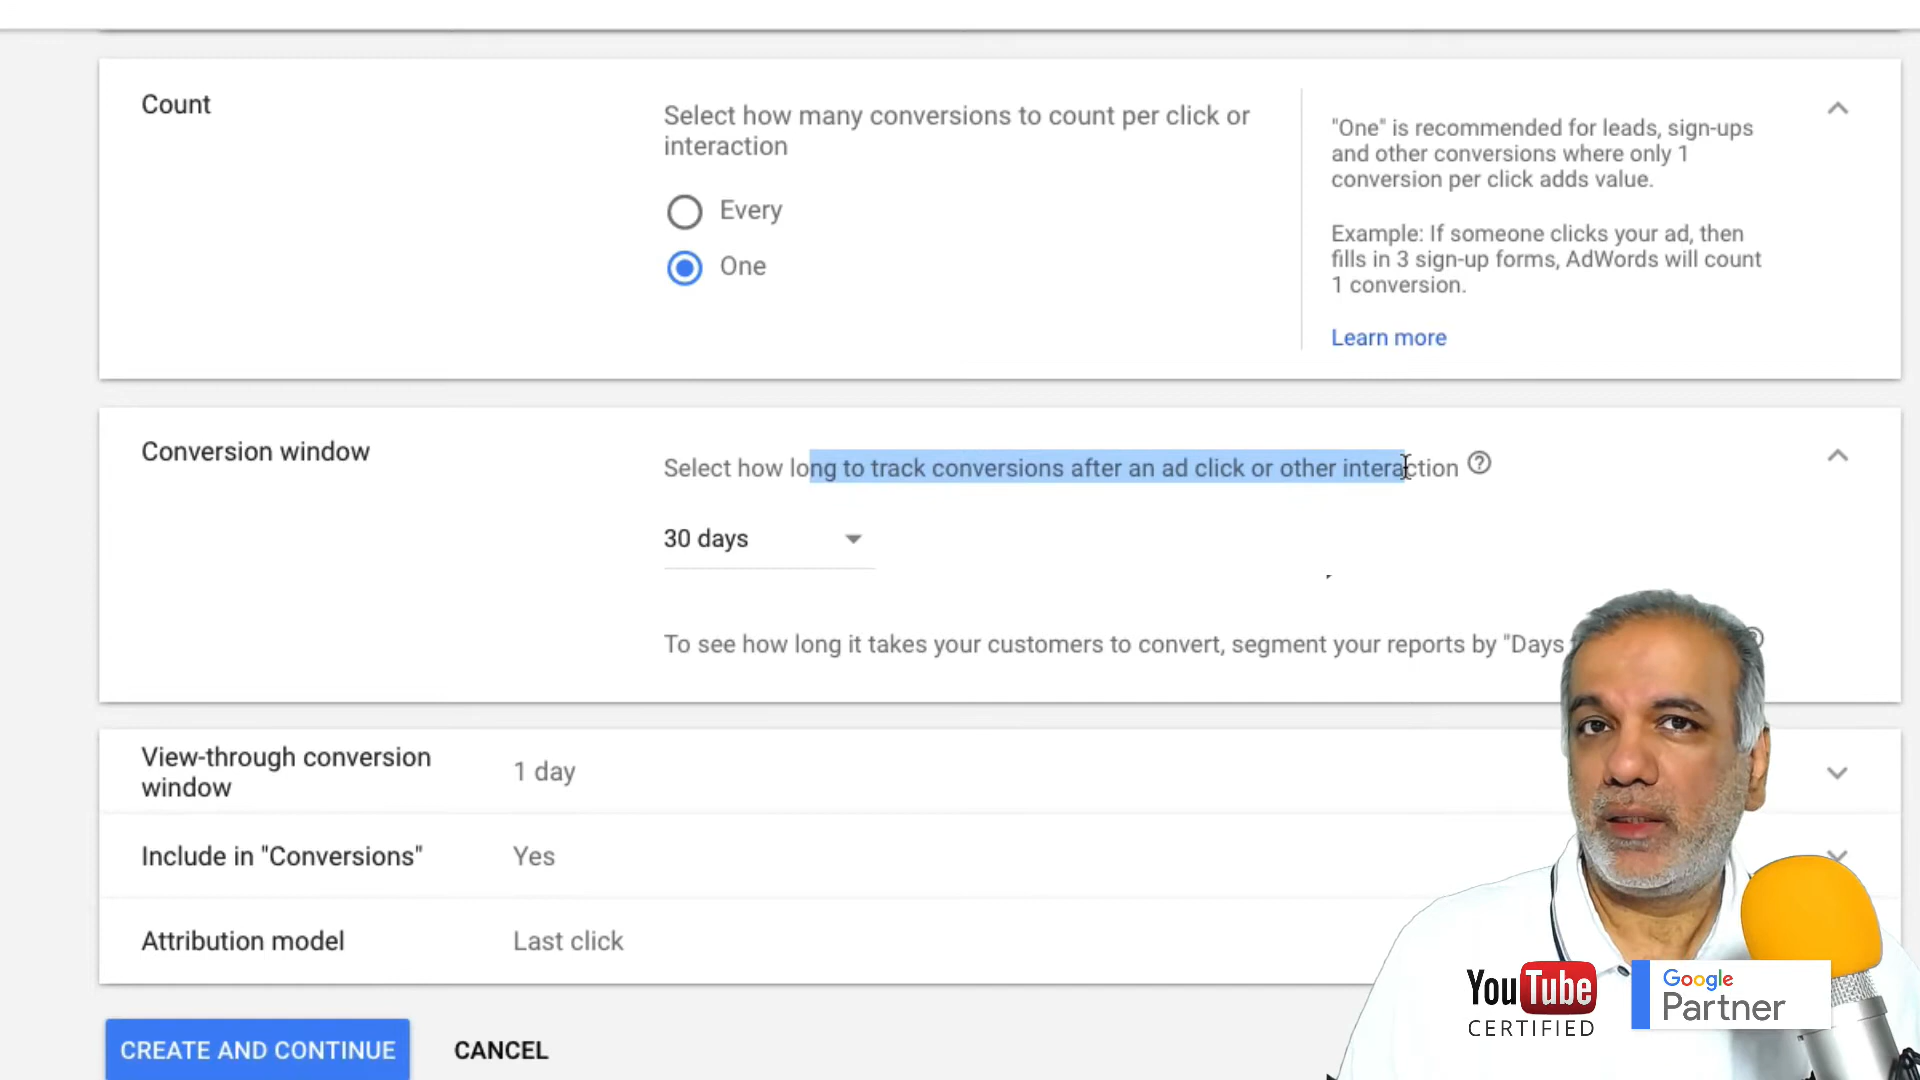 Count
Select how many conversions to count per click or
interaction
Every
One
"One" is recommended for leads, sign-ups
and other conversions where only 1
conversion per click adds value.
Example: If someone clicks your ad, then
fills in 3 sign-up forms, AdWords will count
1 conversion.
Learn more
Conversion window
Select how long to track conversions after an ad click or other interaction
30 days
To see how long it takes your customers to convert, segment your reports by "Days
View-through conversion
window
1 day
Include in "Conversions"
Yes
Attribution model
Last click
CREATE AND CONTINUE
CANCEL
YouTube
CERTIFIED
Google
Partner